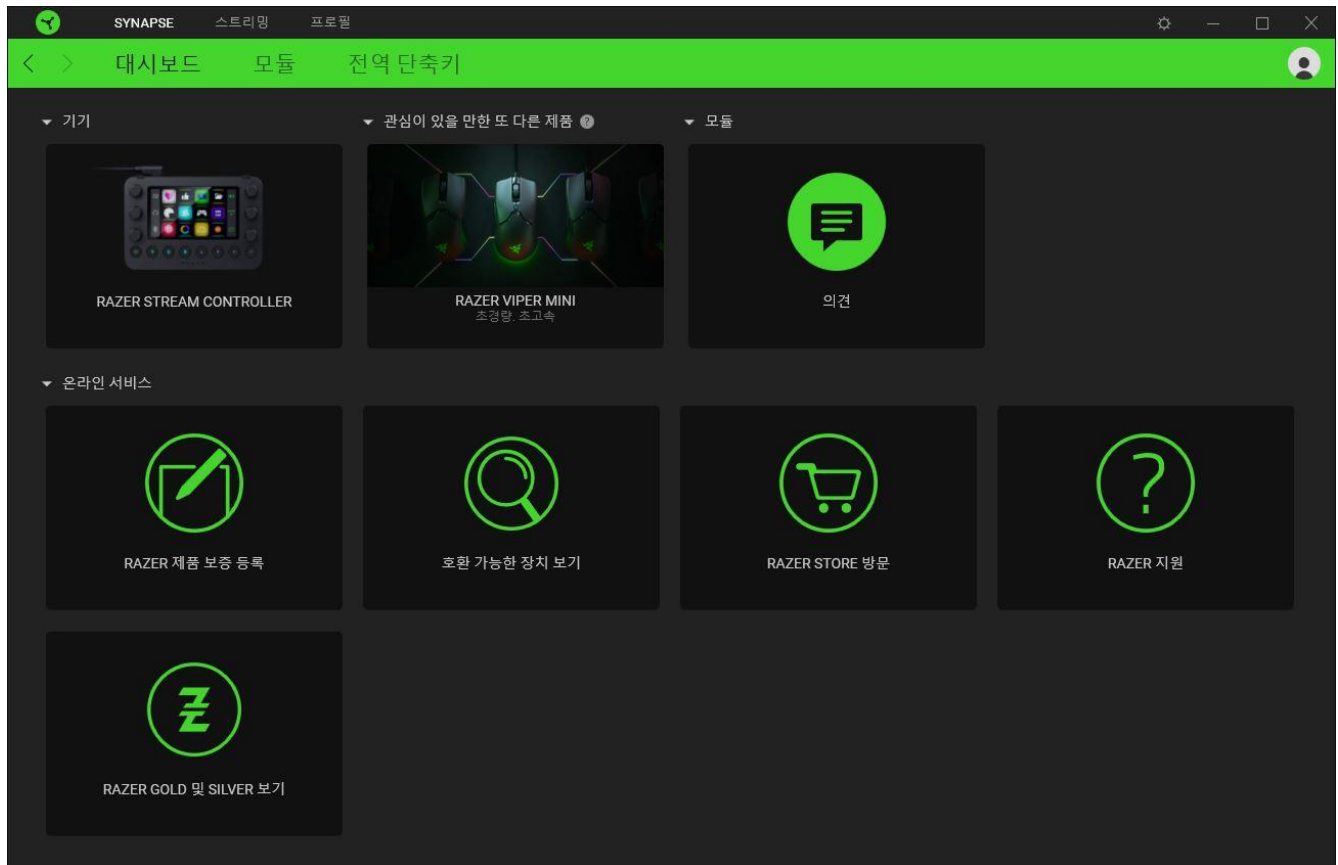 SYNAPSE 스트리밍 프로필
대시보드 모듈 전역 단축키
기기 관심이 있을 만한 또 다른 제품 ? 모듈
RAZER STREAM CONTROLLER
RAZER VIPER MINI
초경량. 초고속
의견
온라인 서비스
RAZER 제품 보증 등록
호환 가능한 장치 보기
RAZER STORE 방문
RAZER 지원
RAZER GOLD 및 SILVER 보기